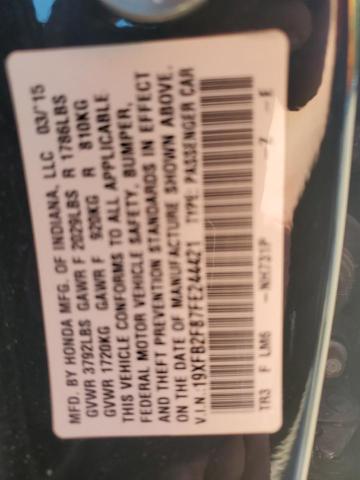 MFD. BY HONDA MFG. OF INDIANA, LLC 03/'15
GVWR 3792LBS GAWR F 2029LBS R 1786LBS
GVWR 1720KG GAWR F 920KG R 810KG
THIS VEHICLE CONFORMS TO ALL APPLICABLE
FEDERAL MOTOR VEHICLE SAFETY, BUMPER,
AND THEFT PREVENTION STANDARDS IN EFFECT
ON THE DATE OF MANUFACTURE SHOWN ABOVE.
V.I.N.:19XFB2F87FE244421 TYPE: PASSENGER CAR
TR3 F LM6 -NH731P -Z -E